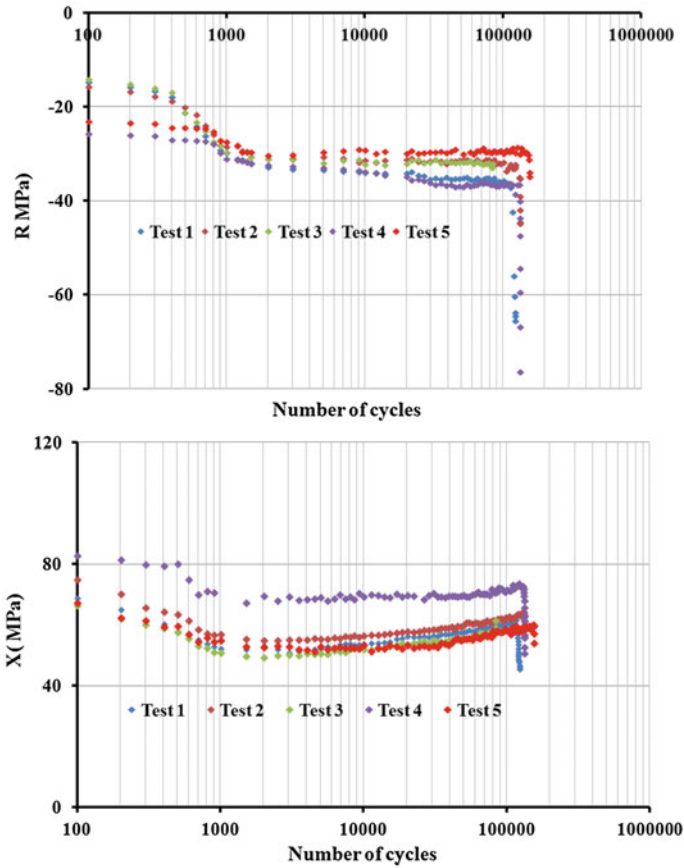 0
100 1000 10000 100000 1000000
-20
-40
Test 1 Test 2 Test 3 Test 4 Test 5
-60
-80
R MPa
Number of cycles
120
80
40
Test 1 Test 2 Test 3 Test 4 Test 5
0
100 1000 10000 100000 1000000
X( MPa)
Number of cycles